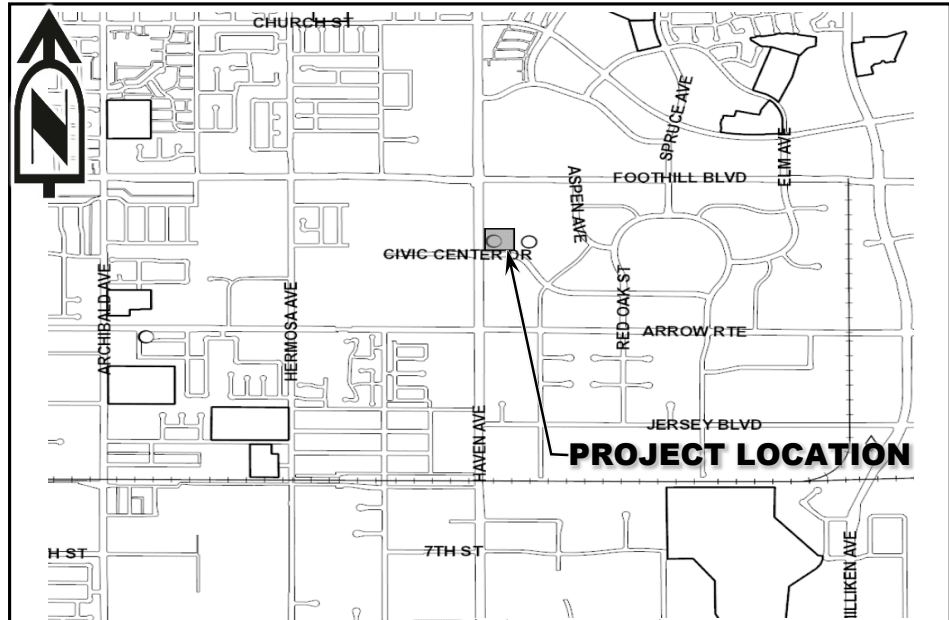 CHURCH ST
SPRUCE AVE
ELM AVE
FOOTHILL BLVD
ASPEN AVE
CIVIC CENTER DR
ARCHIBALD AVE
HERMOSA AVE
RED OAK ST
ARROW RTE
HAVEN AVE
JERSEY BLVD
PROJECT LOCATION
H ST
7TH ST
MILLIKEN AVE
N